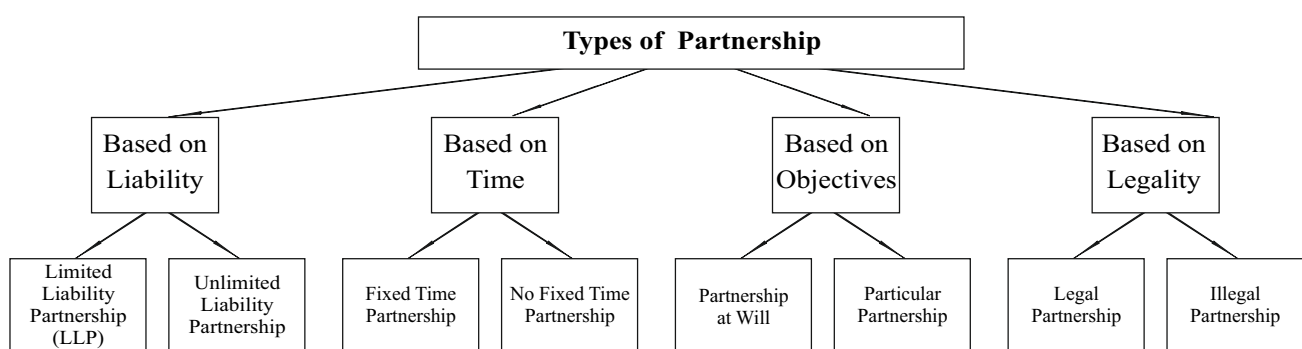 Types of Partnership
Based on
Liability
Based on
Time
Based on
Objectives
Based on
Legality
Limited
Liability
Partnership
(LLP)
Unlimited
Liability
Partnership
Fixed Time
Partnership
No Fixed Time
Partnership
Partnership
at Will
Particular
Partnership
Legal
Partnership
Illegal
Partnership